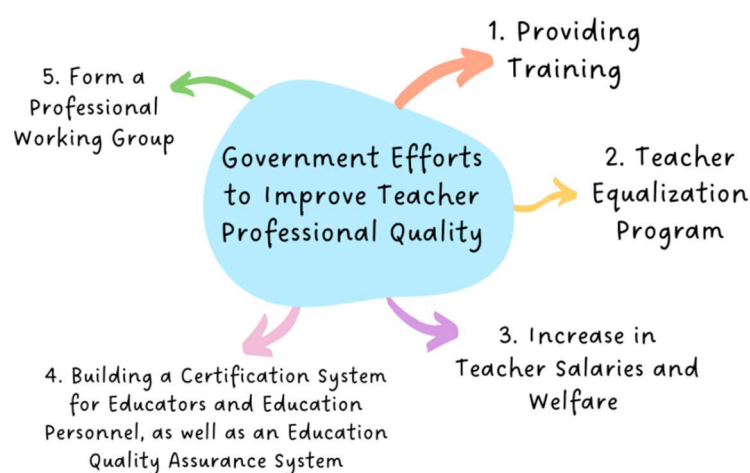 Government Efforts
to Improve Teacher
Professional Quality
1. Providing
Training
2. Teacher
Equalization
Program
3. Increase in
Teacher Salaries and
Welfare
4. Building a Certification System
for Educators and Education
Personnel, as well as an Education
Quality Assurance System
5. Form a
Professional
Working Group